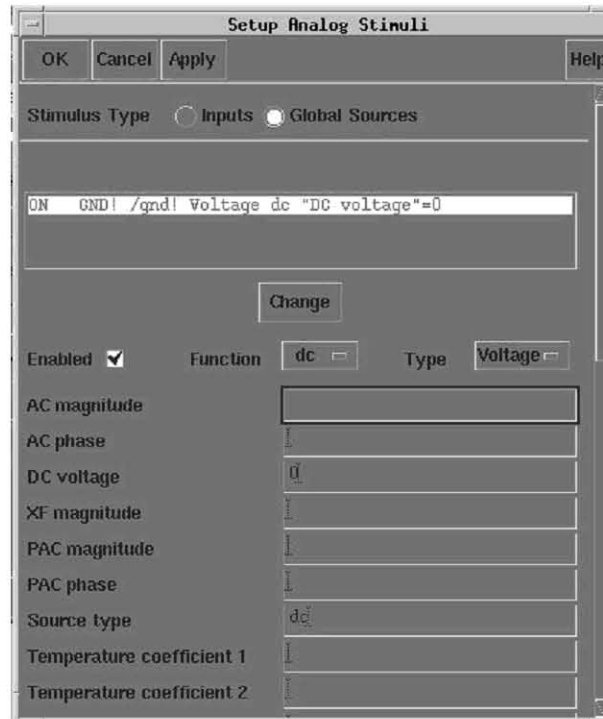 Setup Analog Stimuli
OK Cancel Apply Help
Stimulus Type Inputs Global Sources
ON GND! /gnd! Voltage dc "DC voltage"=0
Change
Enabled Function dc Type Voltage
AC magnitude
AC phase
DC voltage 0
XF magnitude
PAC magnitude
PAC phase
Source type dc
Temperature coefficient 1
Temperature coefficient 2